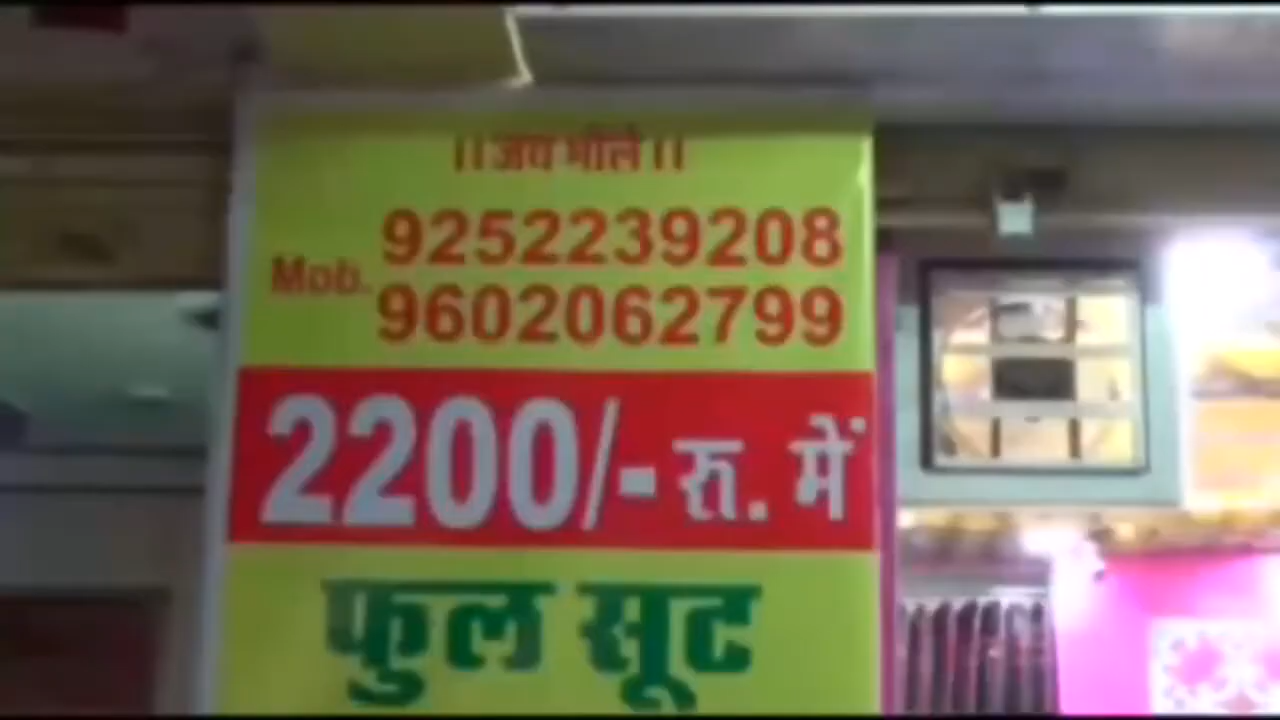 ।। जय भोले ।।
9252239208
Mob.
9602062799
2200/- रु. में
फुल सूट